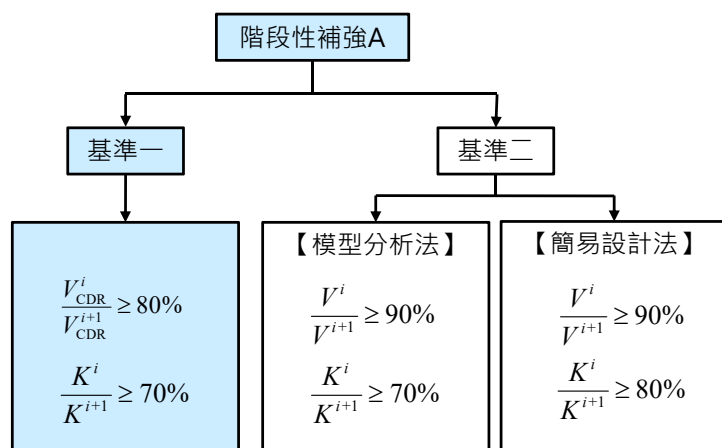 階段性補強A
基準一
基準二
V^i_CDR / V^{i+1}_CDR ≥ 80%
K^i / K^{i+1} ≥ 70%
【模型分析法】
V^i / V^{i+1} ≥ 90%
K^i / K^{i+1} ≥ 70%
【簡易設計法】
V^i / V^{i+1} ≥ 90%
K^i / K^{i+1} ≥ 80%